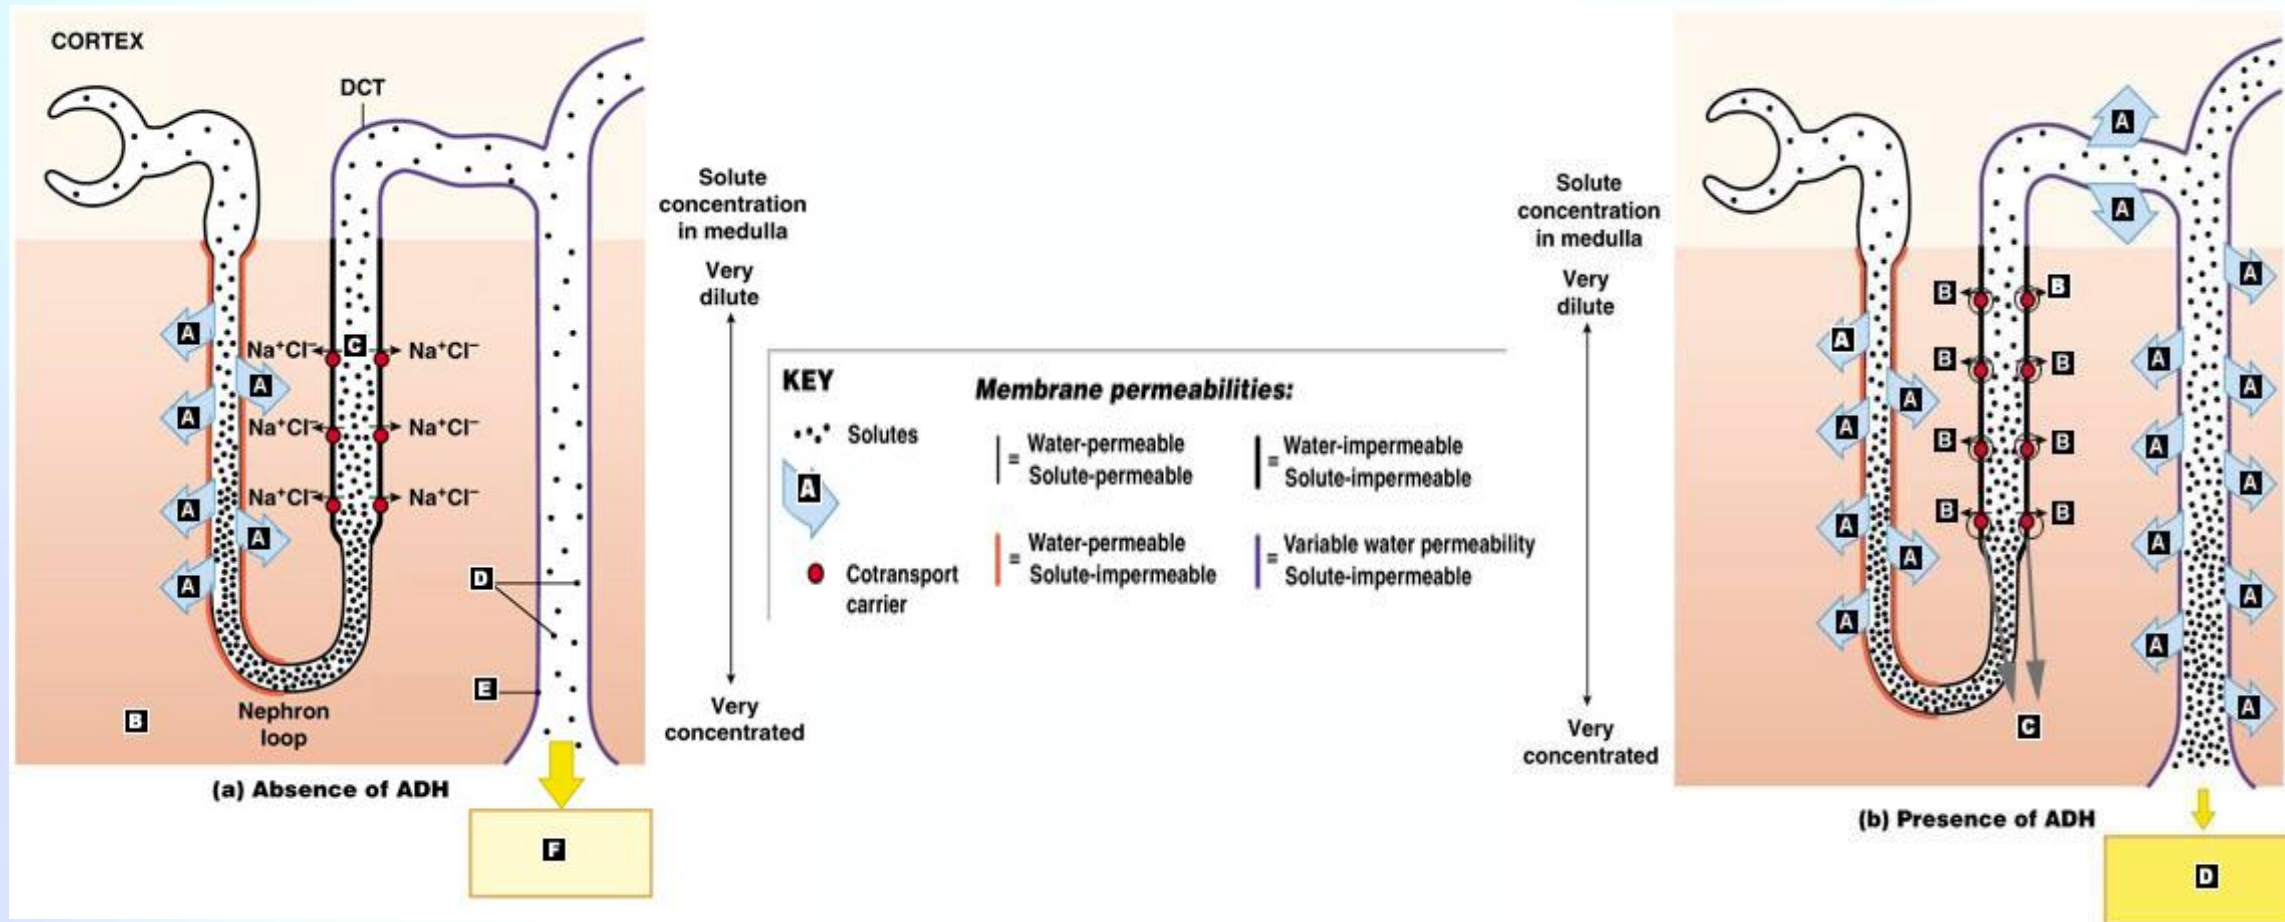 CORTEX
DCT
A
A
A
A
A
A
Na⁺Cl⁻
C
Na⁺Cl⁻
Na⁺Cl⁻
Na⁺Cl⁻
Na⁺Cl⁻
Na⁺Cl⁻
D
E
B
Nephron
loop
(a) Absence of ADH
F
Solute
concentration
in medulla
Very
dilute
Very
concentrated
KEY
Membrane permeabilities:
Solutes
A
Cotransport
carrier
=
Water-permeable
Solute-permeable
=
Water-impermeable
Solute-impermeable
=
Water-permeable
Solute-impermeable
=
Variable water permeability
Solute-impermeable
Solute
concentration
in medulla
Very
dilute
Very
concentrated
A
A
A
A
A
A
A
A
B
B
B
B
B
B
B
B
A
A
A
A
A
A
A
A
A
C
(b) Presence of ADH
D